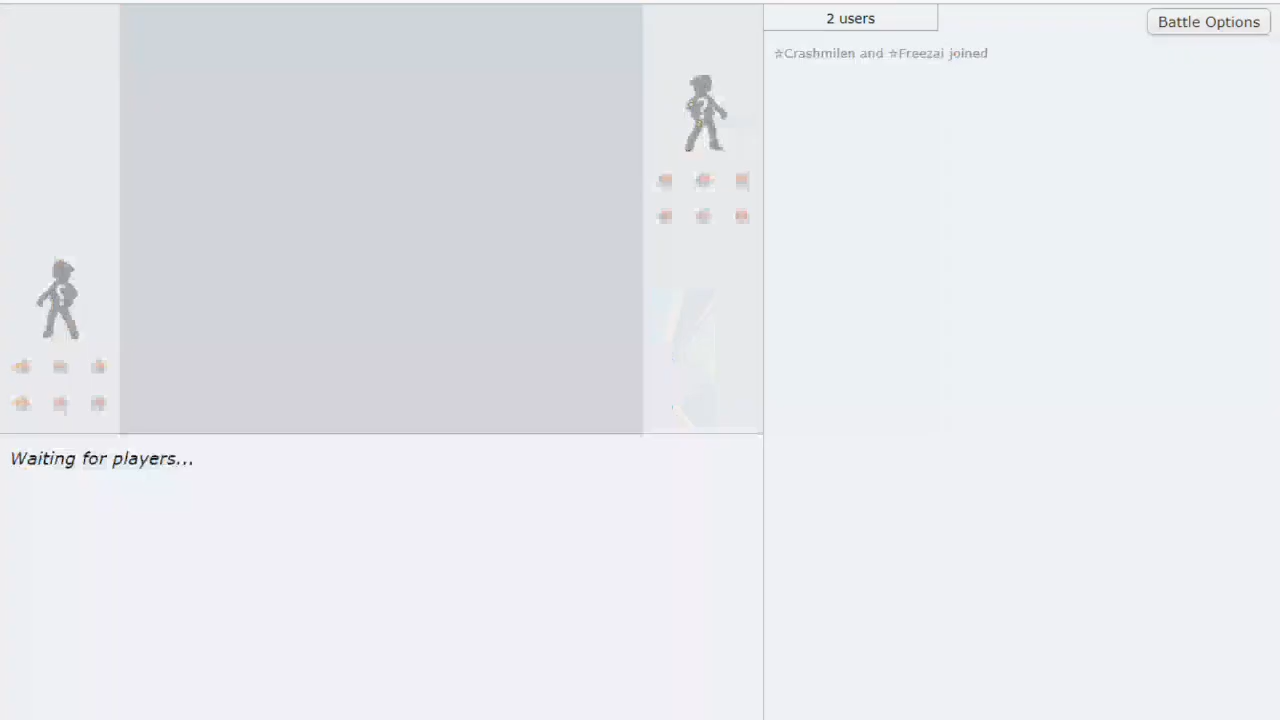 2 users
Battle Options
☆Crashmilen and ☆Freezai joined
Waiting for players...